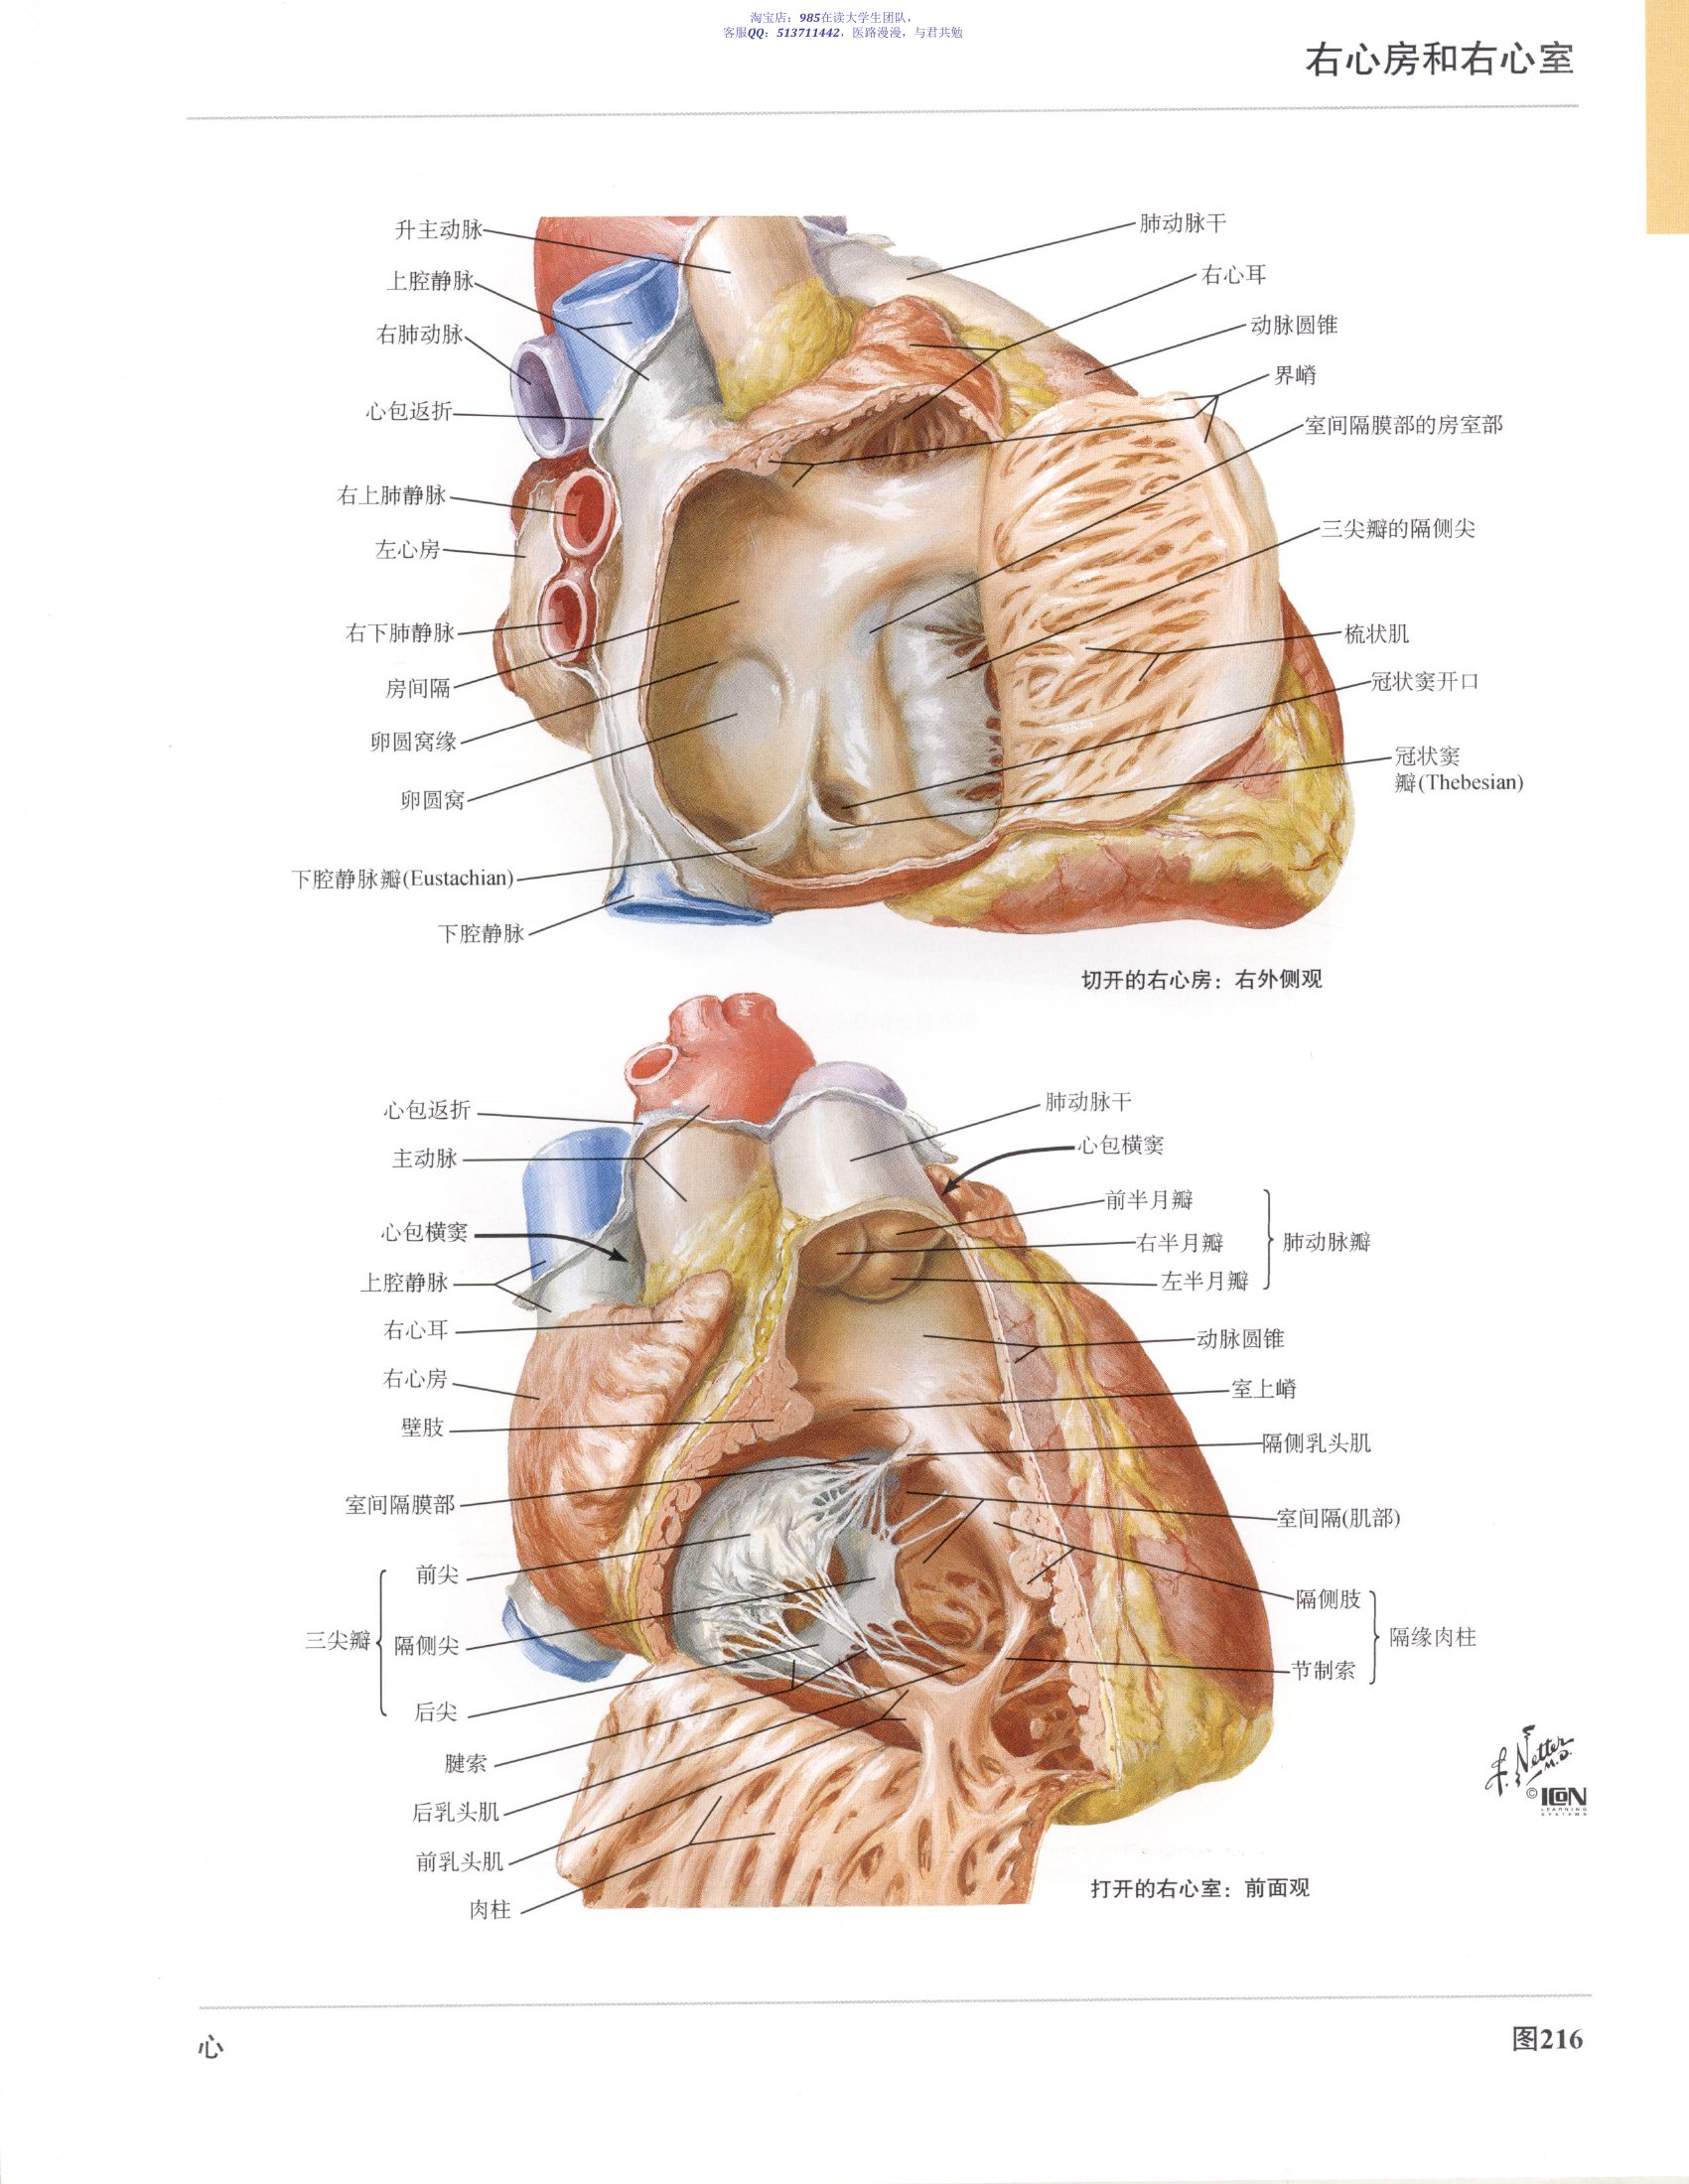 淘宝店：985在读大学生团队，
客服QQ：513711442，医路漫漫，与君共勉
右心房和右心室
升主动脉
上腔静脉
右肺动脉
心包返折
右上肺静脉
左心房
右下肺静脉
房间隔
卵圆窝缘
卵圆窝
下腔静脉瓣(Eustachian)
下腔静脉
肺动脉干
右心耳
动脉圆锥
界嵴
室间隔膜部的房室部
三尖瓣的隔侧尖
梳状肌
冠状窦开口
冠状窦
瓣(Thebesian)
切开的右心房：右外侧观
心包返折
主动脉
心包横窦
上腔静脉
右心耳
右心房
壁肢
室间隔膜部
前尖
三尖瓣
隔侧尖
后尖
腱索
后乳头肌
前乳头肌
肉柱
肺动脉干
心包横窦
前半月瓣
右半月瓣
肺动脉瓣
左半月瓣
动脉圆锥
室上嵴
隔侧乳头肌
室间隔(肌部)
隔侧肢
隔缘肉柱
节制索
打开的右心室：前面观
F. Netter
M.D.
© ICON
LEARNING
SYSTEMS
心
图216